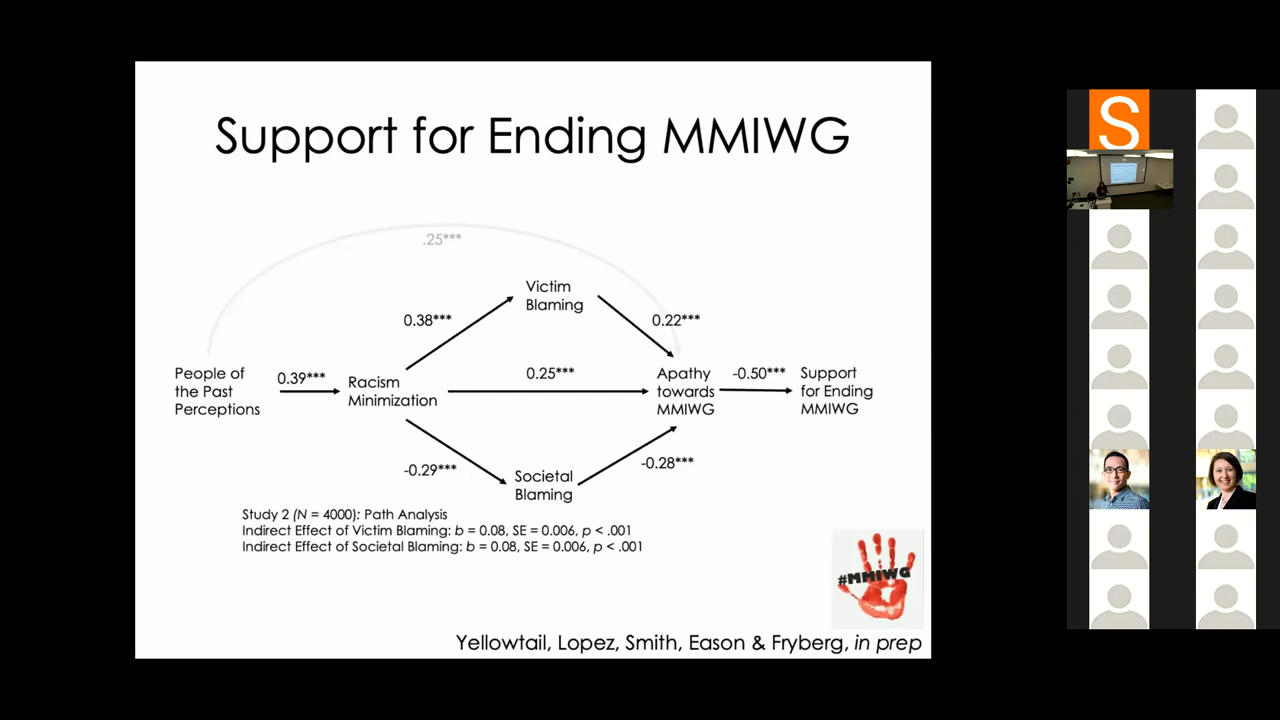 Support for Ending MMIWG
S
.25***
Victim
Blaming
0.38***
0.22***
People of
the Past
Perceptions
0.39***
Racism
Minimization
0.25***
Apathy
towards
MMIWG
-0.50***
Support
for Ending
MMIWG
-0.29***
-0.28***
Societal
Blaming
Study 2 (N = 4000): Path Analysis
Indirect Effect of Victim Blaming: b = 0.08, SE = 0.006, p < .001
Indirect Effect of Societal Blaming: b = 0.08, SE = 0.006, p < .001
#MMIWG
Yellowtail, Lopez, Smith, Eason & Fryberg, in prep